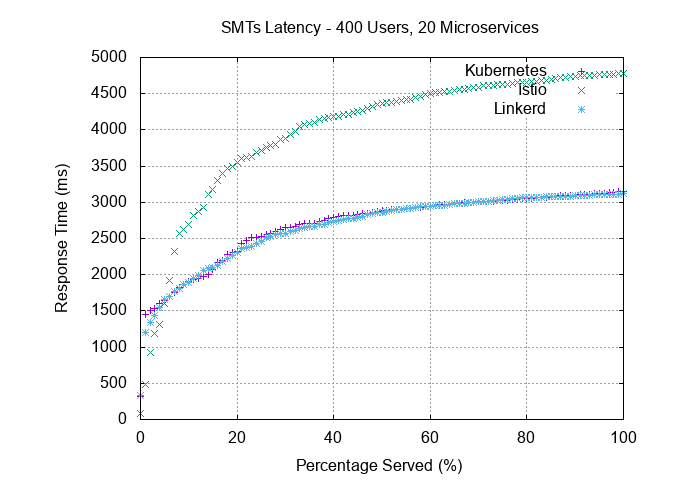 SMTs Latency - 400 Users, 20 Microservices
5000
4500
4000
3500
3000
2500
2000
1500
1000
500
0
Response Time (ms)
Kubernetes
Istio
Linkerd
0 20 40 60 80 100
Percentage Served (%)